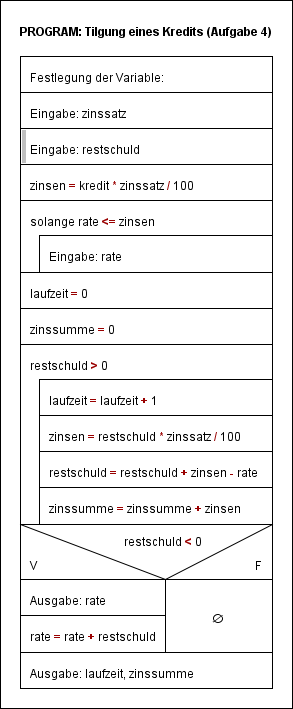 PROGRAM: Tilgung eines Kredits (Aufgabe 4)
Festlegung der Variable:
Eingabe: zinssatz
Eingabe: restschuld
zinsen = kredit * zinssatz / 100
solange rate <= zinsen
Eingabe: rate
laufzeit = 0
zinssumme = 0
restschuld > 0
laufzeit = laufzeit + 1
zinsen = restschuld * zinssatz / 100
restschuld = restschuld + zinsen - rate
zinssumme = zinssumme + zinsen
restschuld < 0
V F
Ausgabe: rate
∅
rate = rate + restschuld
Ausgabe: laufzeit, zinssumme